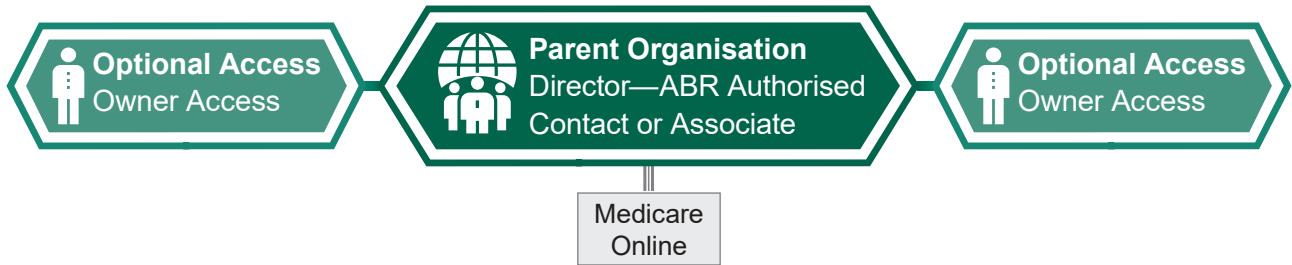 Optional Access
Owner Access
Parent Organisation
Director—ABR Authorised
Contact or Associate
Optional Access
Owner Access
Medicare
Online